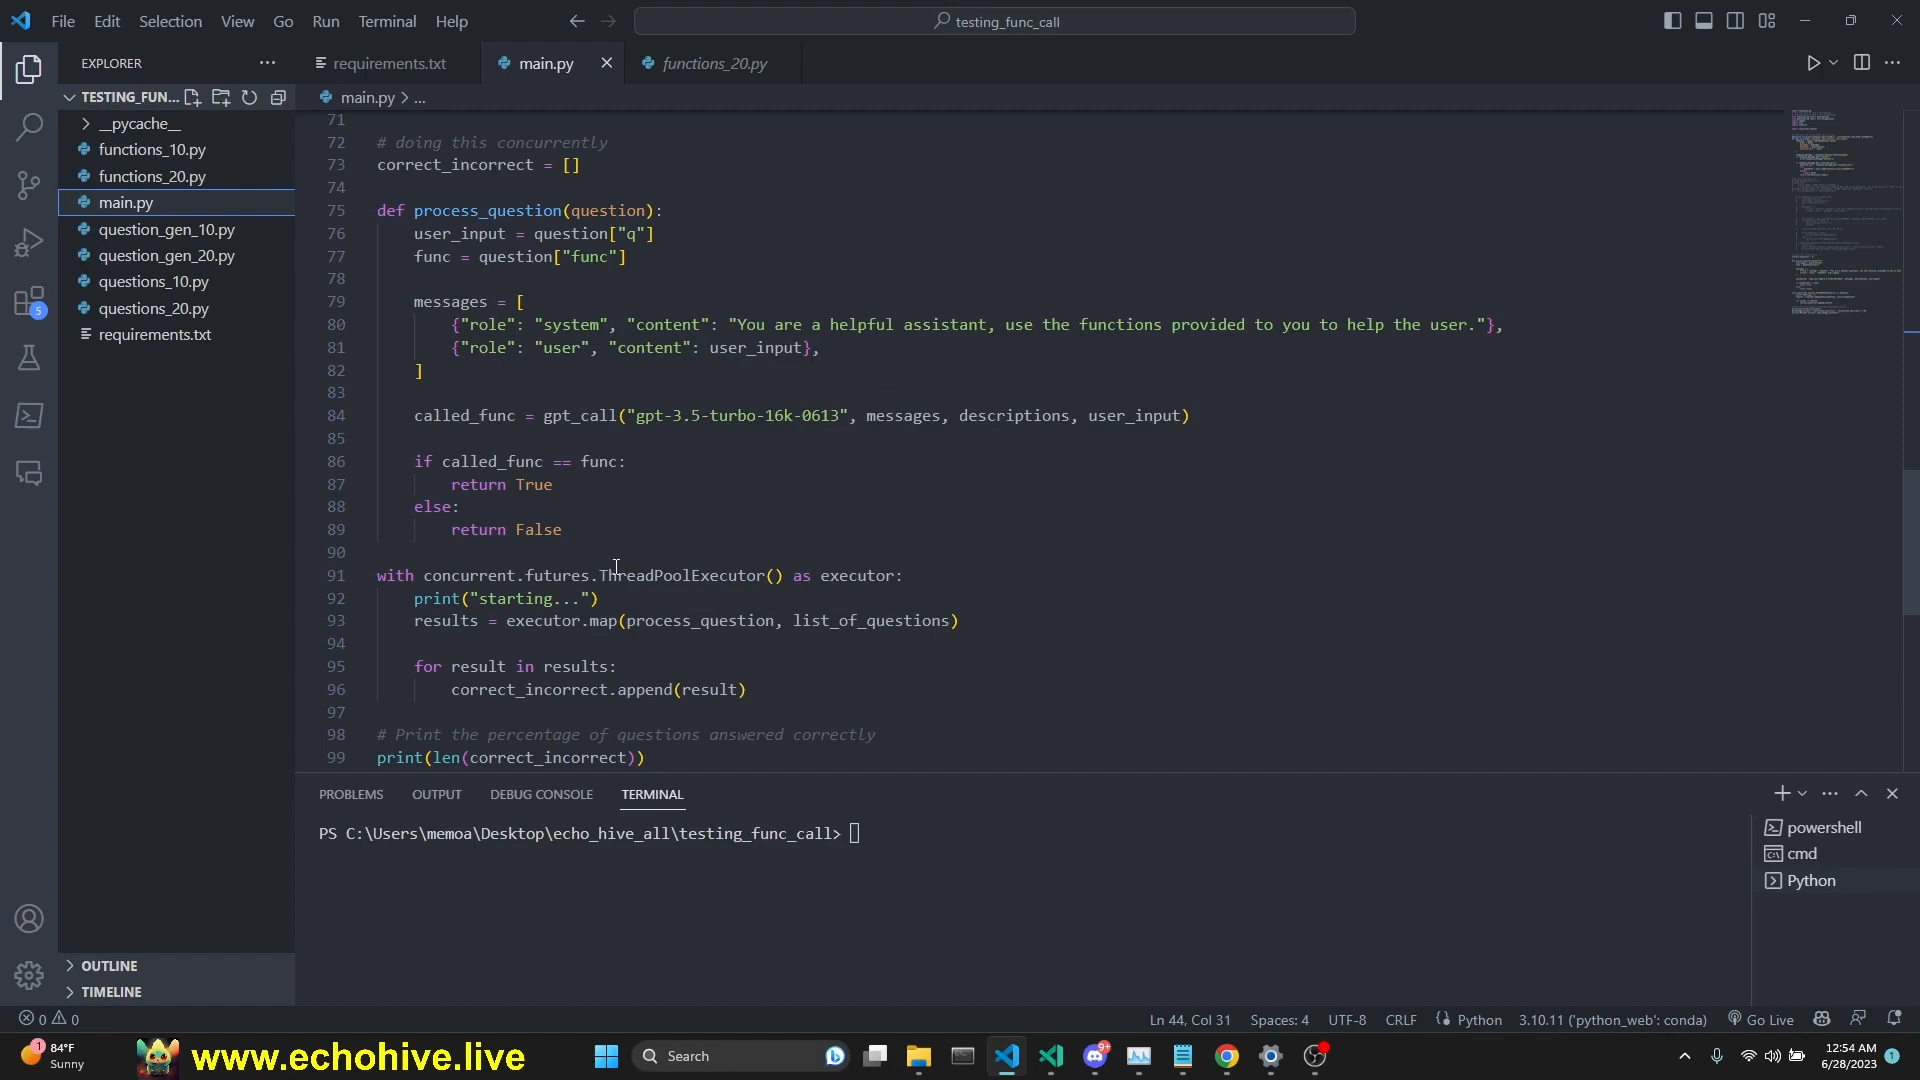 File Edit Selection View Go Run Terminal Help
testing_func_call
EXPLORER
TESTING_FUN...
__pycache__
functions_10.py
functions_20.py
main.py
question_gen_10.py
question_gen_20.py
questions_10.py
questions_20.py
requirements.txt
5
OUTLINE
TIMELINE
requirements.txt main.py functions_20.py
main.py > ...
71
72 # doing this concurrently
73 correct_incorrect = []
74
75 def process_question(question):
76 user_input = question["q"]
77 func = question["func"]
78
79 messages = [
80 {"role": "system", "content": "You are a helpful assistant, use the functions provided to you to help the user."},
81 {"role": "user", "content": user_input},
82 ]
83
84 called_func = gpt_call("gpt-3.5-turbo-16k-0613", messages, descriptions, user_input)
85
86 if called_func == func:
87 return True
88 else:
89 return False
90
91 with concurrent.futures.ThreadPoolExecutor() as executor:
92 print("starting...")
93 results = executor.map(process_question, list_of_questions)
94
95 for result in results:
96 correct_incorrect.append(result)
97
98 # Print the percentage of questions answered correctly
99 print(len(correct_incorrect))
PROBLEMS OUTPUT DEBUG CONSOLE TERMINAL
PS C:\Users\memoa\Desktop\echo_hive_all\testing_func_call>
powershell
cmd
Python
0 0 Ln 44, Col 31 Spaces: 4 UTF-8 CRLF Python 3.10.11 ('python_web': conda) Go Live
1 84°F
Sunny
www.echohive.live
Search
9+
12:54 AM
6/28/2023
1